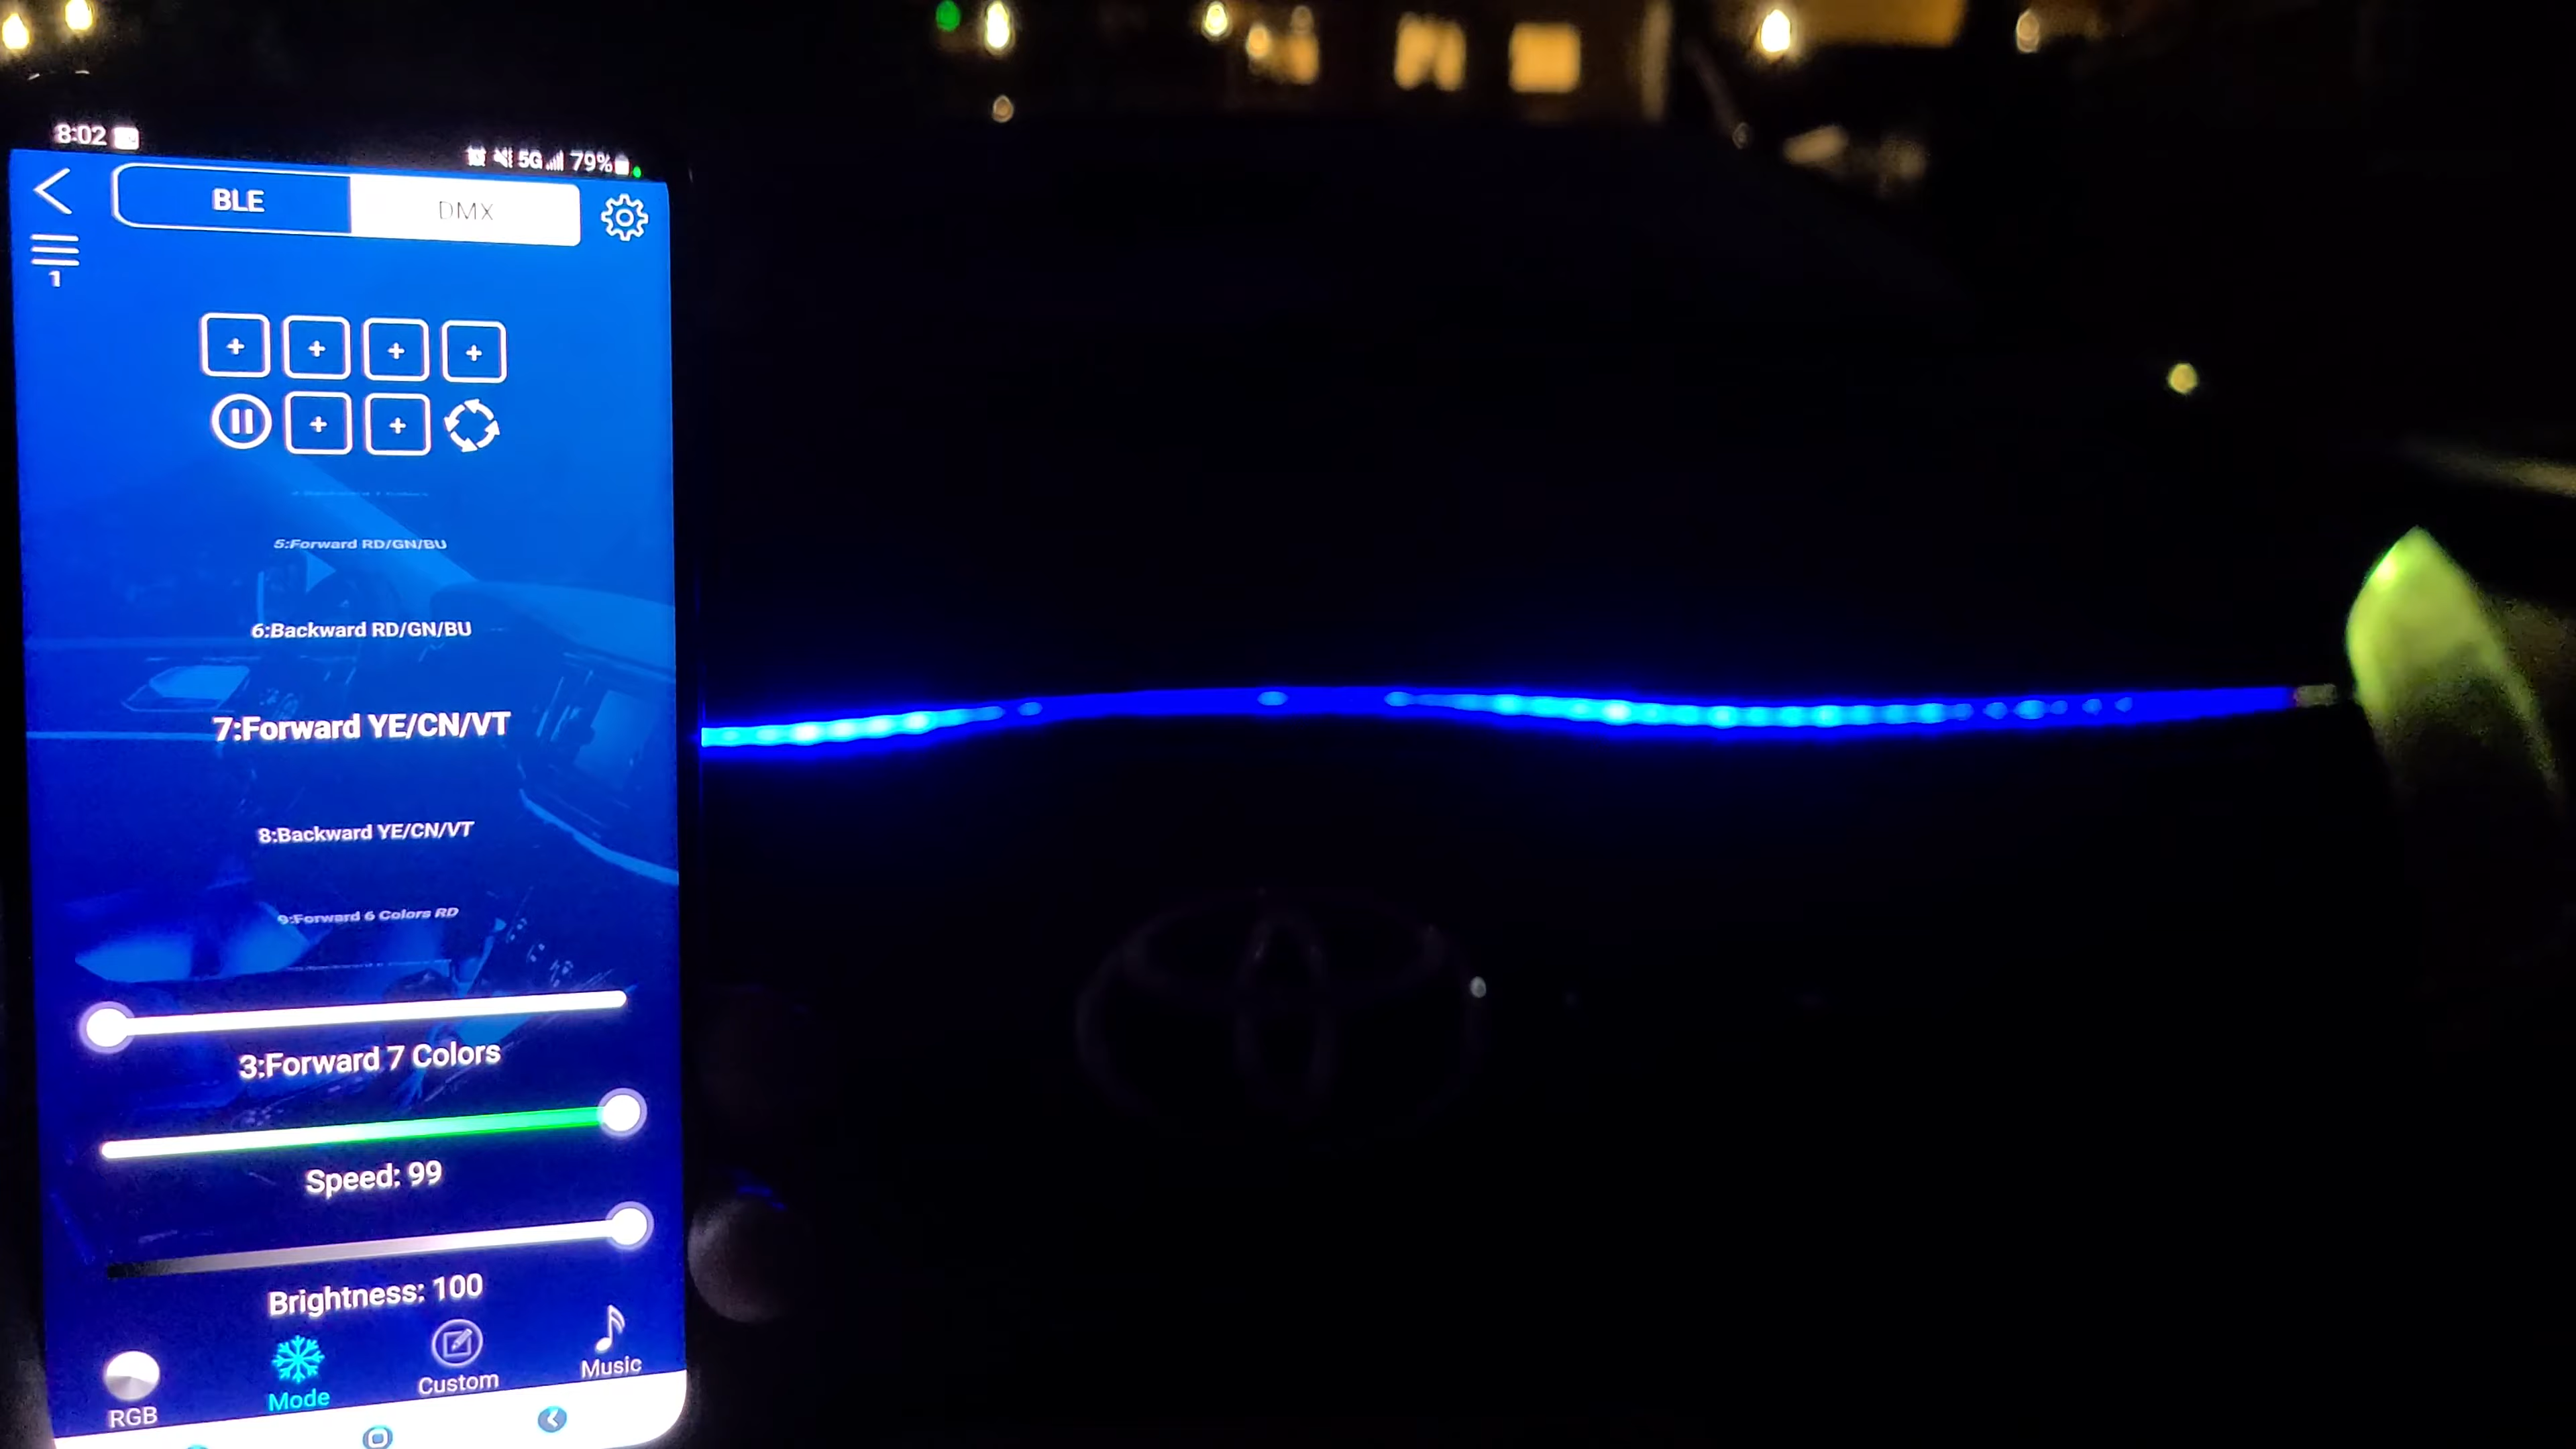 8:02 5G 79%
BLE DMX
1
5:Forward RD/GN/BU
6:Backward RD/GN/BU
7:Forward YE/CN/VT
8:Backward YE/CN/VT
9:Forward 6 Colors RD
3:Forward 7 Colors
Speed: 99
Brightness: 100
RGB Mode Custom Music